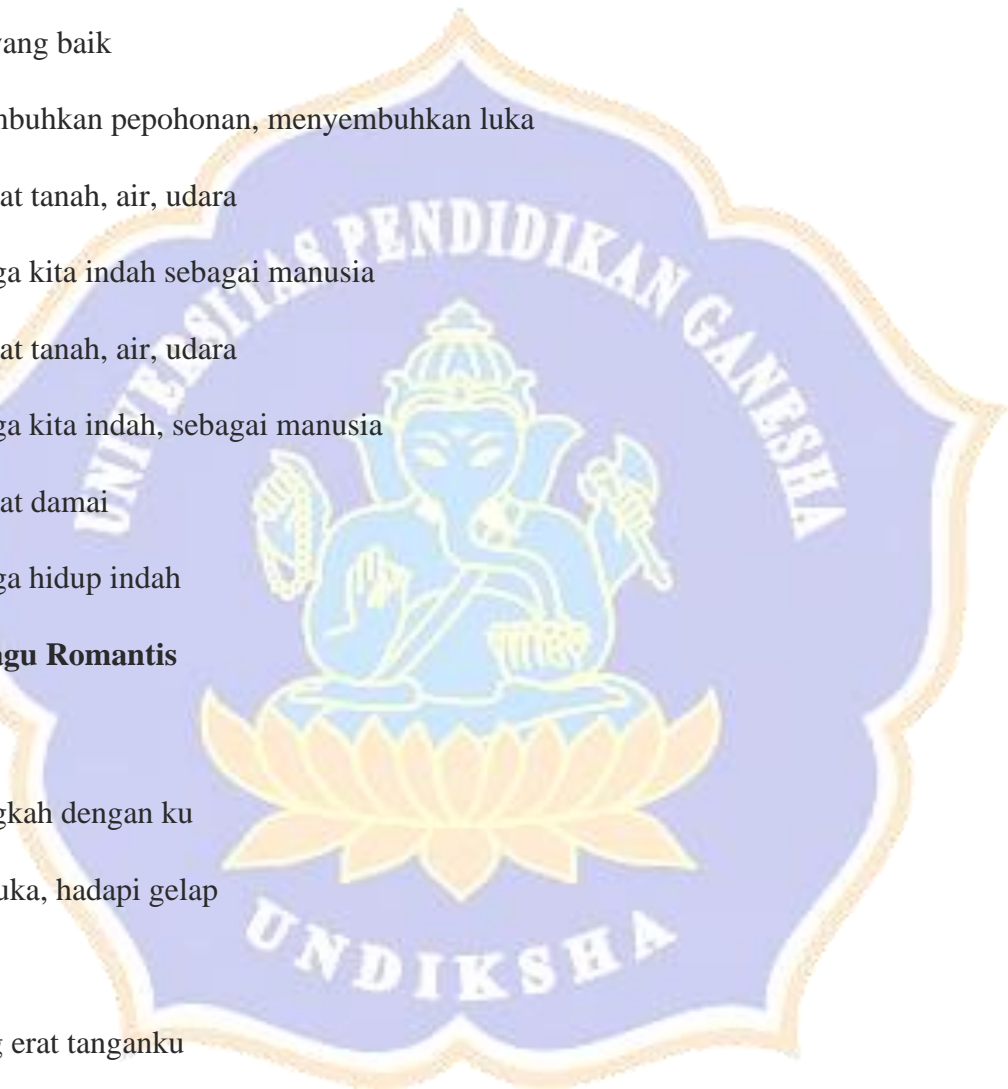 yang baik
nbuhkan pepohonan, menyembuhkan luka
at tanah, air, udara
UNIVERSITAS PENDIDIKAN GANESHA
ga kita indah sebagai manusia
at tanah, air, udara
ga kita indah, sebagai manusia
at damai
ga hidup indah
agu Romantis
gkah dengan ku
uka, hadapi gelap
UNDIKSHA
g erat tanganku